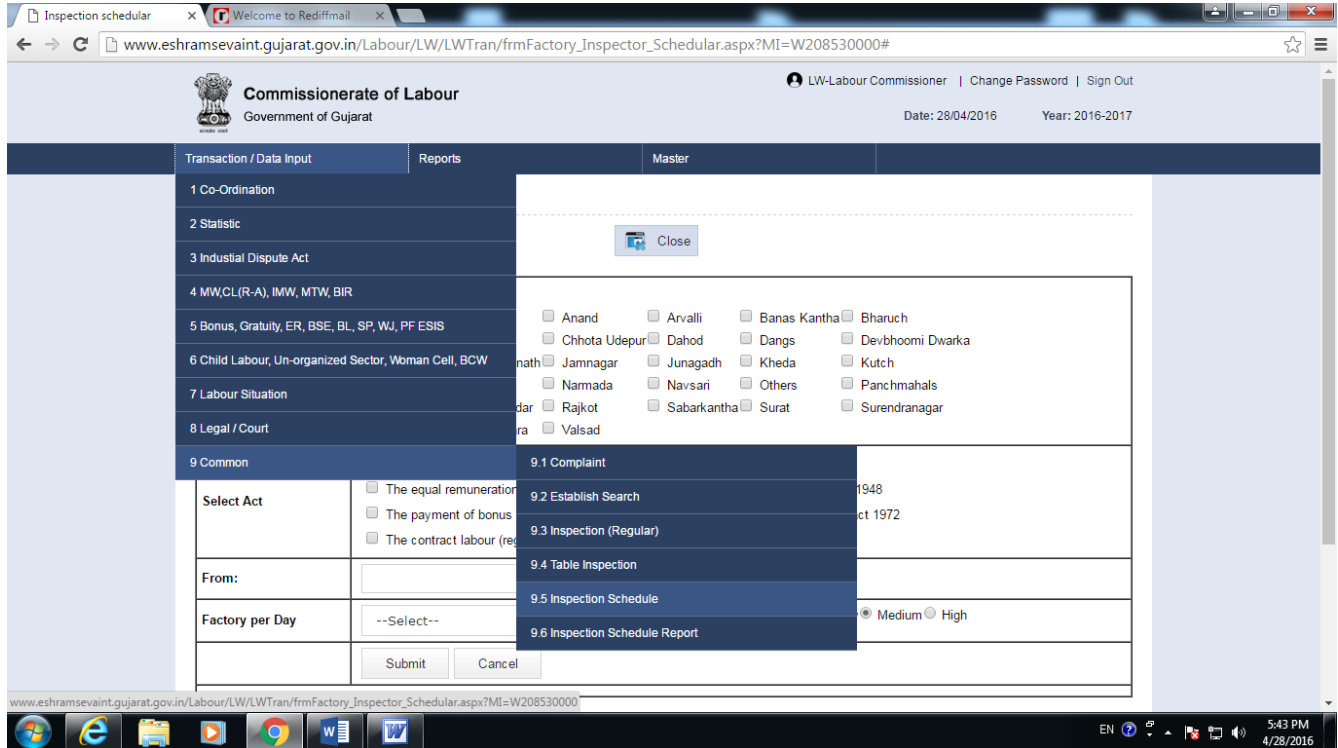 Inspection schedular
Welcome to Rediffmail
www.eshramsevaint.gujarat.gov.in/Labour/LW/LWTran/frmFactory_Inspector_Schedular.aspx?MI=W208530000#
LW-Labour Commissioner | Change Password | Sign Out
Commissionerate of Labour
Government of Gujarat
Date: 28/04/2016 Year: 2016-2017
Transaction / Data Input Reports Master
1 Co-Ordination
2 Statistic
Close
3 Industial Dispute Act
4 MW,CL(R-A), IMW, MTW, BIR
Anand Arvalli Banas Kantha Bharuch
5 Bonus, Gratuity, ER, BSE, BL, SP, WJ, PF ESIS
Chhota Udepur Dahod Dangs Devbhoomi Dwarka
6 Child Labour, Un-organized Sector, Woman Cell, BCW
nath Jamnagar Junagadh Kheda Kutch
Narmada Navsari Others Panchmahals
7 Labour Situation
dar Rajkot Sabarkantha Surat Surendranagar
8 Legal / Court
ra Valsad
9 Common
9.1 Complaint
Select Act
The equal remuneration 1948
9.2 Establish Search
The payment of bonus ct 1972
9.3 Inspection (Regular)
The contract labour (reg
9.4 Table Inspection
From:
9.5 Inspection Schedule
Factory per Day --Select-- Medium High
9.6 Inspection Schedule Report
Submit Cancel
www.eshramsevaint.gujarat.gov.in/Labour/LW/LWTran/frmFactory_Inspector_Schedular.aspx?MI=W208530000
EN 5:43 PM
4/28/2016